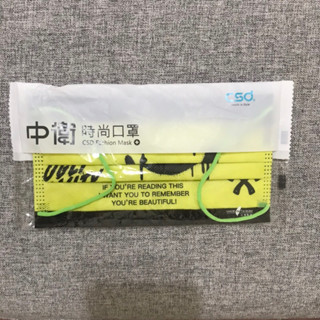 CSD
中衛 時尚口罩
CSD Fashion Mask
IF YOU'RE READING THIS
I WANT YOU TO REMEMBER
YOU'RE BEAUTIFUL!